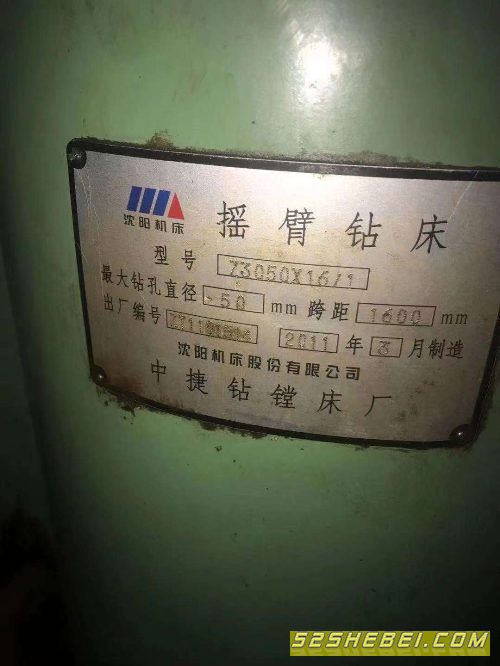 沈阳机床
摇臂钻床
型号 Z3050X16/1
最大钻孔直径 50 mm 跨距 1600 mm
出厂编号 2011 年 3 月制造
沈阳机床股份有限公司
中捷钻镗床厂
52SHEBEI.COM